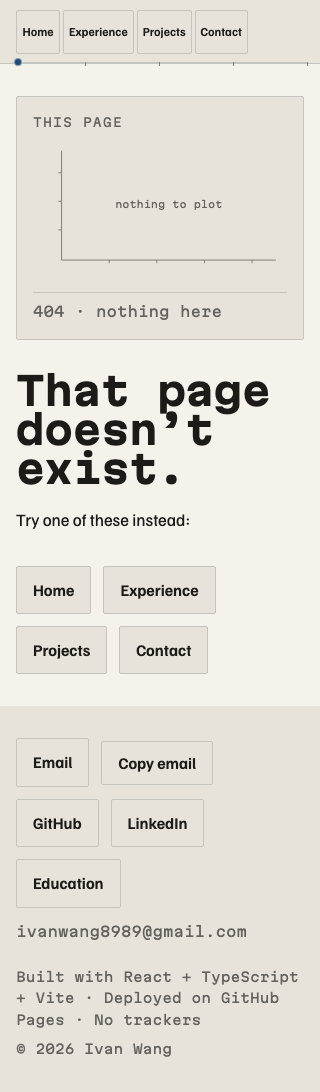 Home Experience Projects Contact
THIS PAGE
nothing to plot
404 · nothing here
That page
doesn’t
exist.
Try one of these instead:
Home Experience
Projects Contact
Email Copy email
GitHub LinkedIn
Education
ivanwang8989@gmail.com
Built with React + TypeScript
+ Vite · Deployed on GitHub
Pages · No trackers
© 2026 Ivan Wang